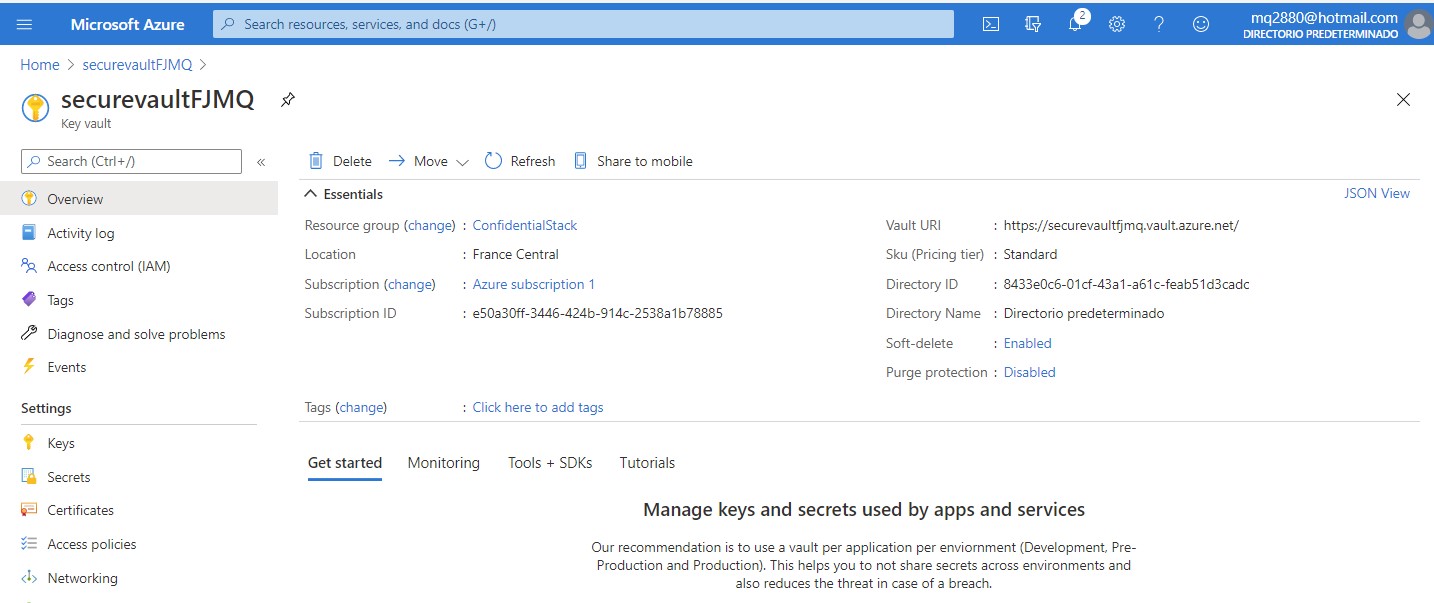 Microsoft Azure
Search resources, services, and docs (G+/)
2
mq2880@hotmail.com
DIRECTORIO PREDETERMINADO
Home > securevaultFJMQ >
securevaultFJMQ
Key vault
Search (Ctrl+/)
«
Delete
Move
Refresh
Share to mobile
Overview
Activity log
Access control (IAM)
Tags
Diagnose and solve problems
Events
Settings
Keys
Secrets
Certificates
Access policies
Networking
Essentials
JSON View
Resource group (change) : ConfidentialStack
Location : France Central
Subscription (change) : Azure subscription 1
Subscription ID : e50a30ff-3446-424b-914c-2538a1b78885
Vault URI : https://securevaultfjmq.vault.azure.net/
Sku (Pricing tier) : Standard
Directory ID : 8433e0c6-01cf-43a1-a61c-feab51d3cadc
Directory Name : Directorio predeterminado
Soft-delete : Enabled
Purge protection : Disabled
Tags (change) : Click here to add tags
Get started
Monitoring
Tools + SDKs
Tutorials
Manage keys and secrets used by apps and services
Our recommendation is to use a vault per application per enviornment (Development, Pre-
Production and Production). This helps you to not share secrets across environments and
also reduces the threat in case of a breach.